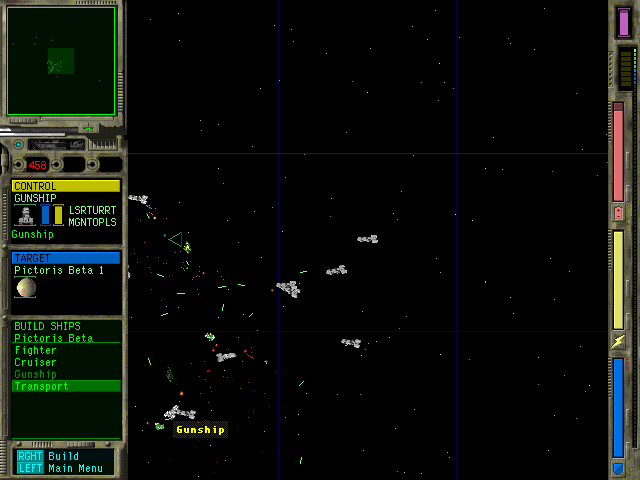 458
CONTROL
GUNSHIP
LSRTURRT
MGNTOPLS
Gunship
TARGET
Pictoris Beta 1
BUILD SHIPS
Pictoris Beta
Fighter
Cruiser
Gunship
Transport
RGHT Build
LEFT Main Menu
Gunship